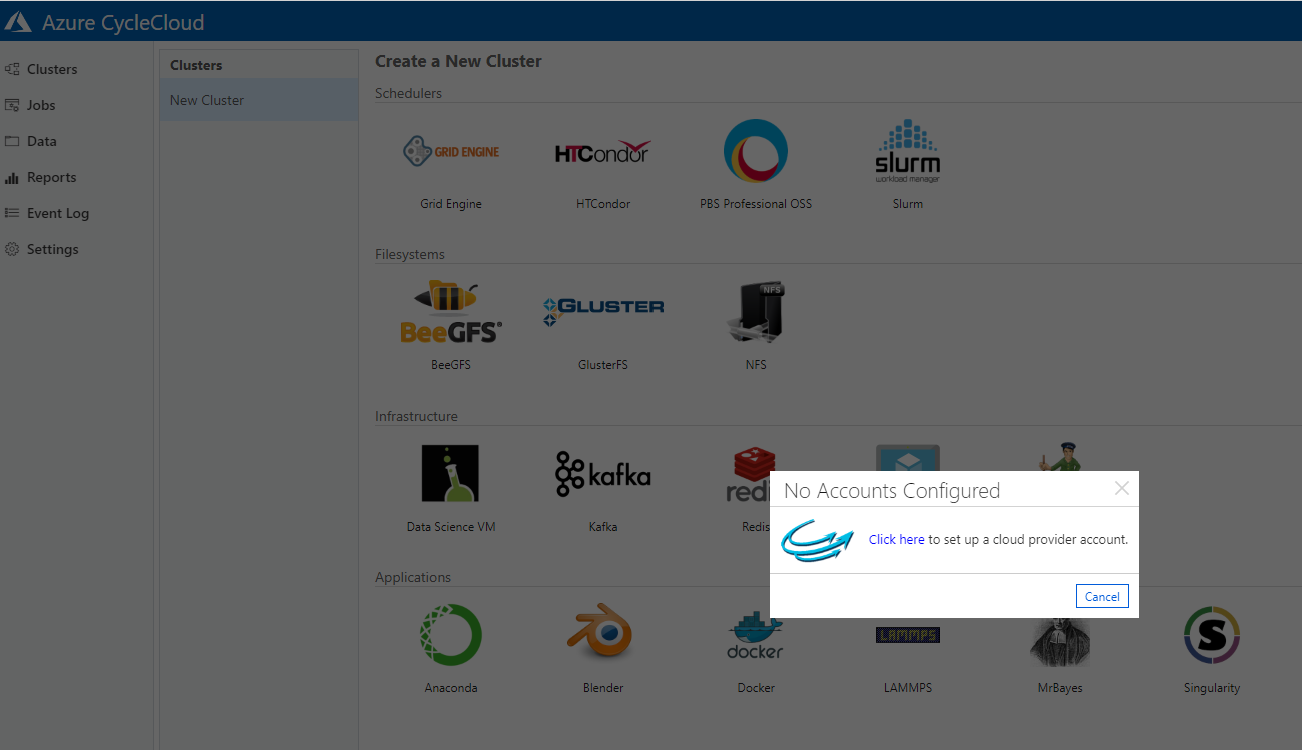 Azure CycleCloud
Clusters
Jobs
Data
Reports
Event Log
Settings
Clusters
New Cluster
Create a New Cluster
Schedulers
GRID ENGINE
HTCondor
slurm
workload manager
Grid Engine
HTCondor
PBS Professional OSS
Slurm
Filesystems
BeeGFS®
GLUSTER
NFS
BeeGFS
GlusterFS
NFS
Infrastructure
kafka
redi
Data Science VM
Kafka
Redis
No Accounts Configured
Click here to set up a cloud provider account.
Cancel
Applications
docker
LAMMPS
S
Anaconda
Blender
Docker
LAMMPS
MrBayes
Singularity